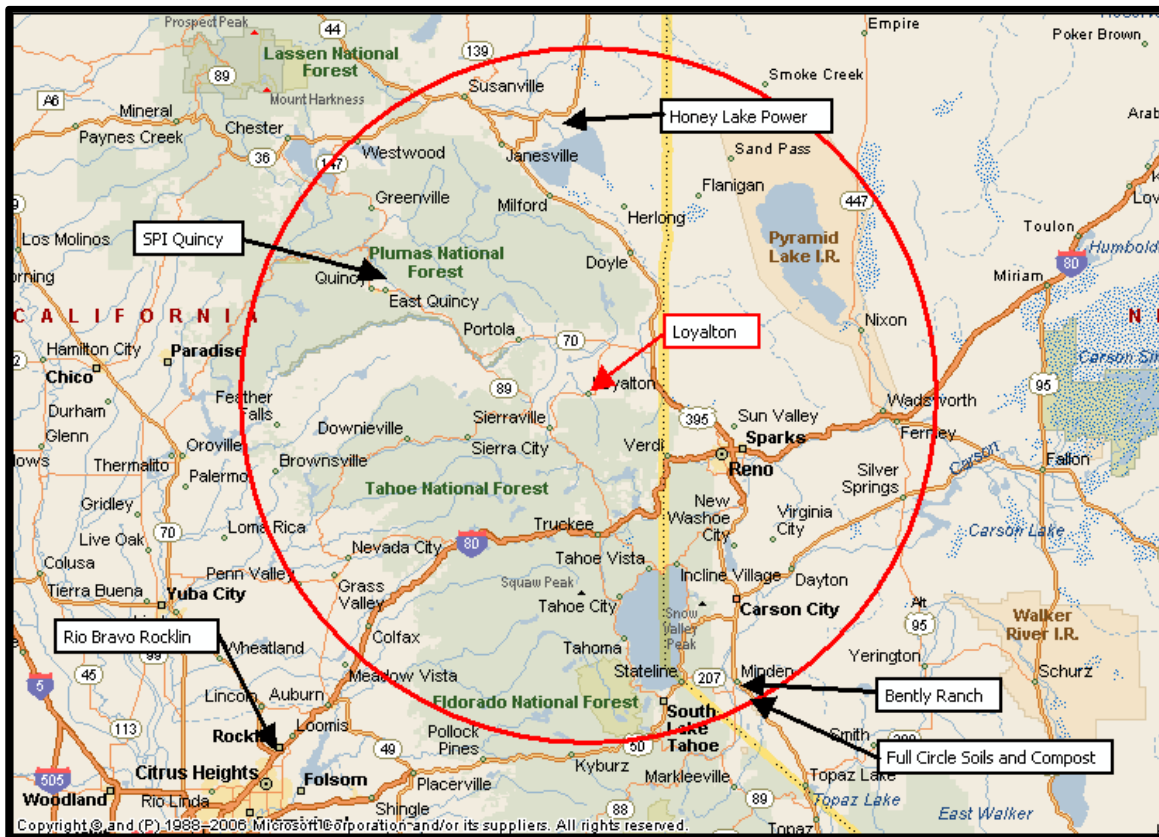 Prospect Peak
44
139
Empire
Poker Brown
Lassen National
Forest
89
Susanville
Smoke Creek
A6
Mineral
Mount Harkness
Honey Lake Power
Paynes Creek
Chester
Janesville
Sand Pass
36
147
Westwood
Flanigan
Greenville
Milford
Herlong
447
Toulon
Los Molinos
SPI Quincy
Pyramid
Lake I.R.
80
Plumas National
Forest
Doyle
Miriam
Quincy
East Quincy
CALIFORNIA
Portola
Loyalton
Nixon
Hamilton City
Paradise
70
Chico
89
Loyalton
95
Durham
Feather
Falls
Sierraville
395
Sun Valley
Wadsworth
Glenn
Oroville
Downieville
Sierra City
Verdi
Sparks
Fernley
Carson
Thermalito
Brownsville
Reno
Fallon
Palermo
Tahoe National Forest
Silver
Springs
Gridley
New
Washoe
City
Virginia
City
70
Loma Rica
Truckee
Carson Lake
Live Oak
Nevada City
80
Colusa
Penn Valley
Tahoe Vista
Incline Village
Dayton
Tierra Buena
Grass
Valley
Squaw Peak
Yuba City
Tahoe City
Snow
Valley
Peak
Carson City
Alt
95
Walker
River I.R.
Rio Bravo Rocklin
Colfax
99
Wheatland
Tahoma
Yerington
45
Meadow Vista
Stateline
207
Minden
Schurz
5
Lincoln
Auburn
Eldorado National Forest
Bently Ranch
113
Loomis
South
Lake
Tahoe
Pollock
Pines
Smith
49
50
Full Circle Soils and Compost
Citrus Heights
Folsom
Placerville
Kyburz
Markleeville
Topaz Lake
505
Woodland
Rio Linda
Shingle
88
89
Topaz Lake
East Walker
Topaz
Copyright © and (P) 1988–2006 Microsoft Corporation and/or its suppliers. All rights reserved.